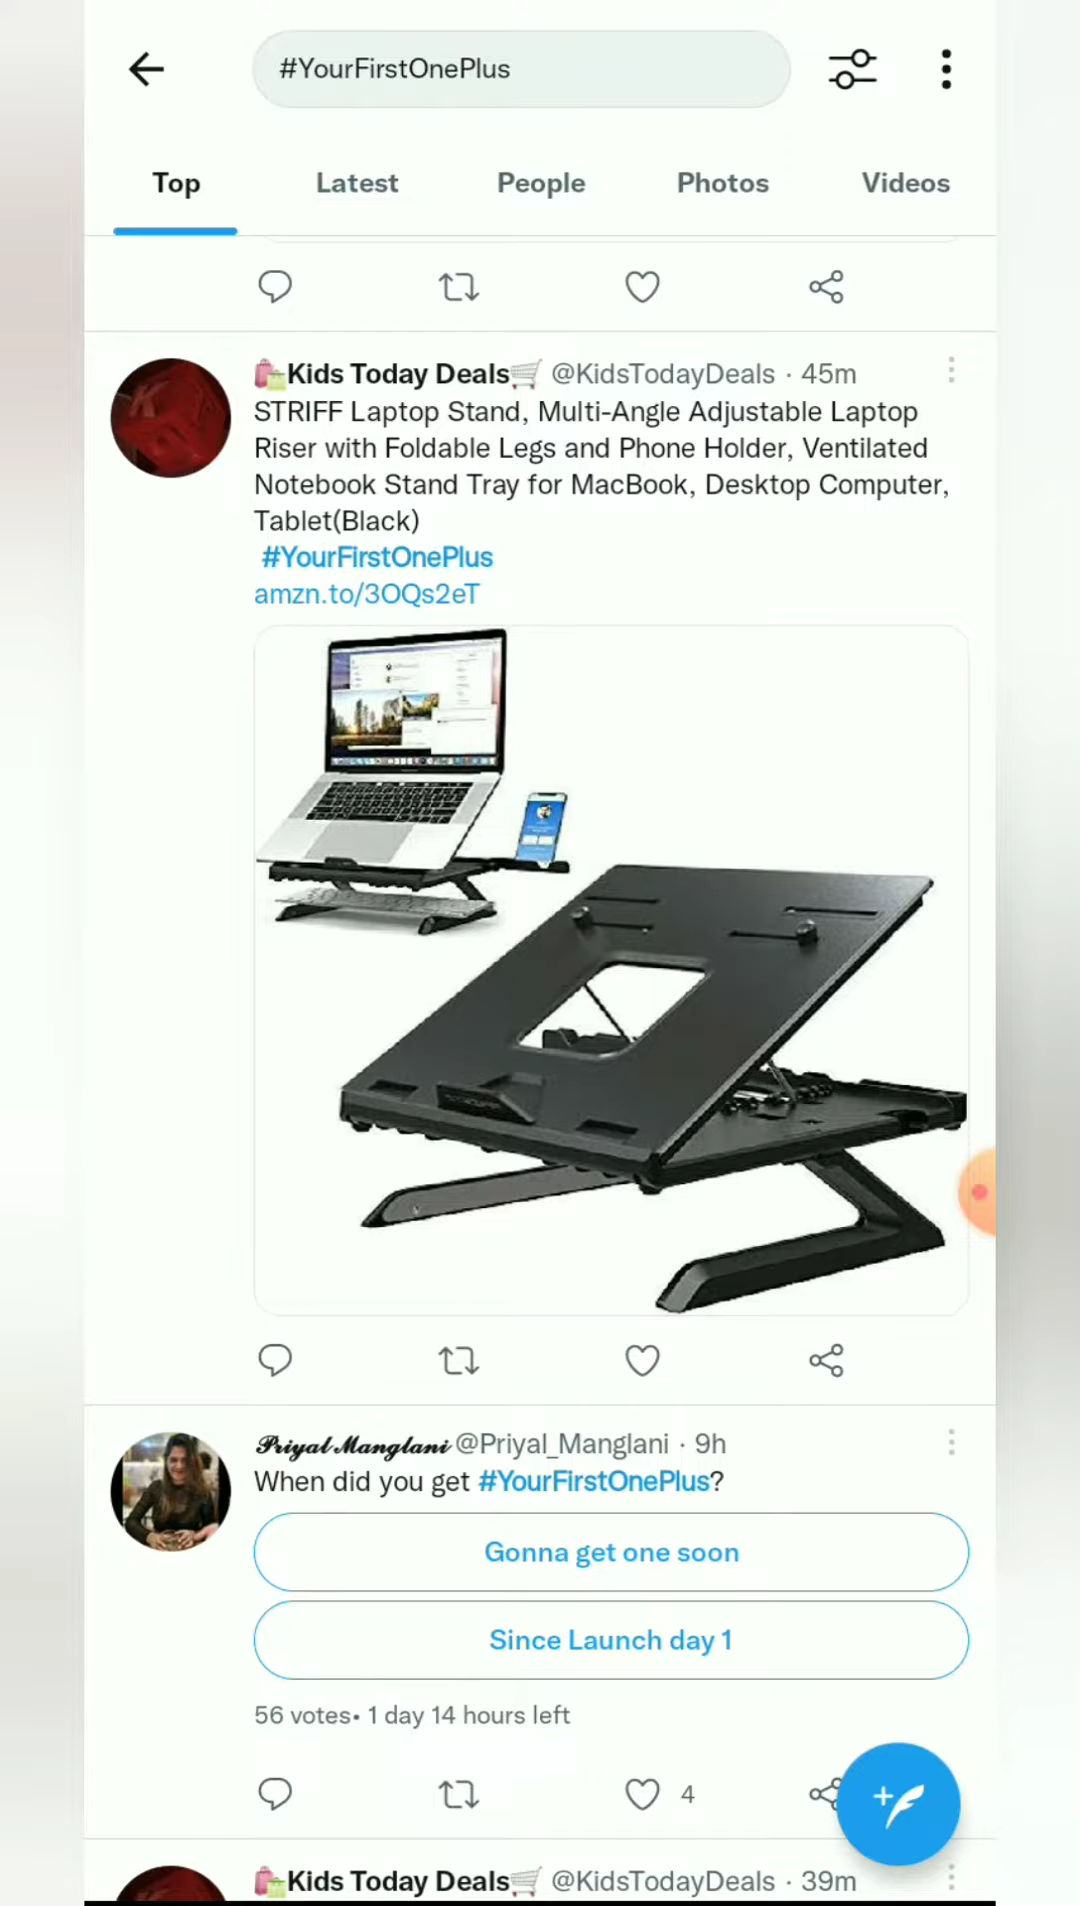 #YourFirstOnePlus
Top Latest People Photos Videos
🛍️Kids Today Deals🛒 @KidsTodayDeals · 45m
STRIFF Laptop Stand, Multi-Angle Adjustable Laptop
Riser with Foldable Legs and Phone Holder, Ventilated
Notebook Stand Tray for MacBook, Desktop Computer,
Tablet(Black)
#YourFirstOnePlus
amzn.to/3OQs2eT
𝓟𝓻𝓲𝔂𝓪𝓵 𝓜𝓪𝓷𝓰𝓵𝓪𝓷𝓲 @Priyal_Manglani · 9h
When did you get #YourFirstOnePlus?
Gonna get one soon
Since Launch day 1
56 votes• 1 day 14 hours left
4
🛍️Kids Today Deals🛒 @KidsTodayDeals · 39m